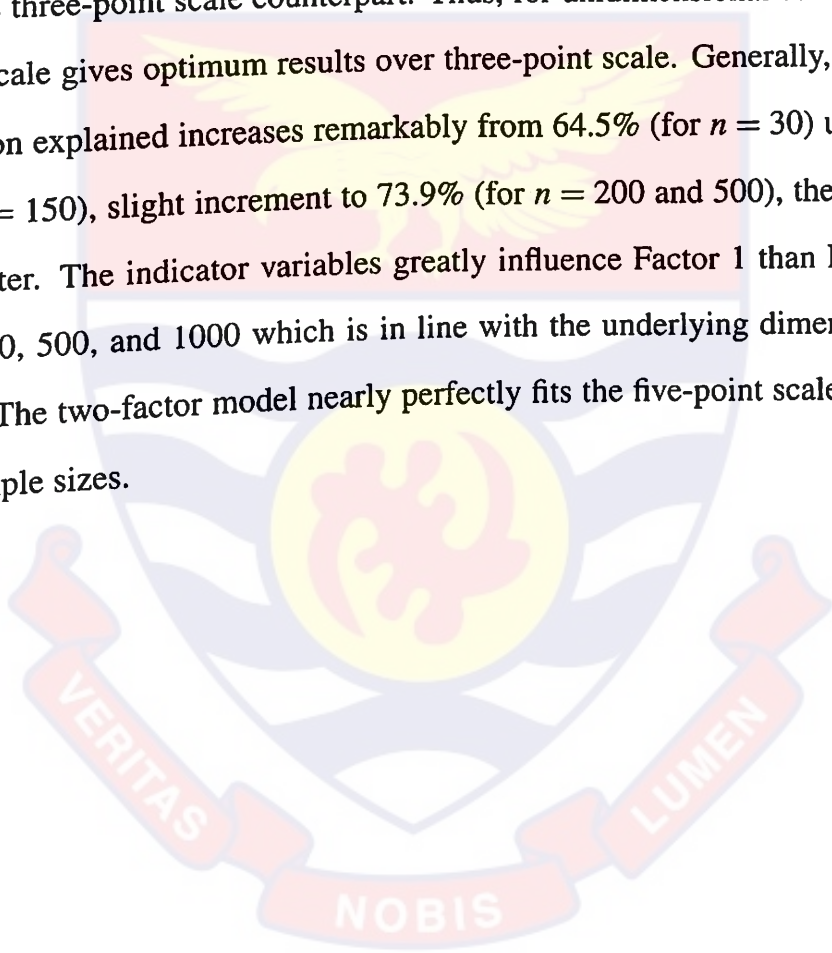 three-point scale counterpart. Thus, for unidimensional
cale gives optimum results over three-point scale. Generally,
on explained increases remarkably from 64.5% (for n = 30) u
= 150), slight increment to 73.9% (for n = 200 and 500), the
ter. The indicator variables greatly influence Factor 1 than
0, 500, and 1000 which is in line with the underlying dimen
The two-factor model nearly perfectly fits the five-point scale
ple sizes.
VERITAS
NOBIS
LUMEN